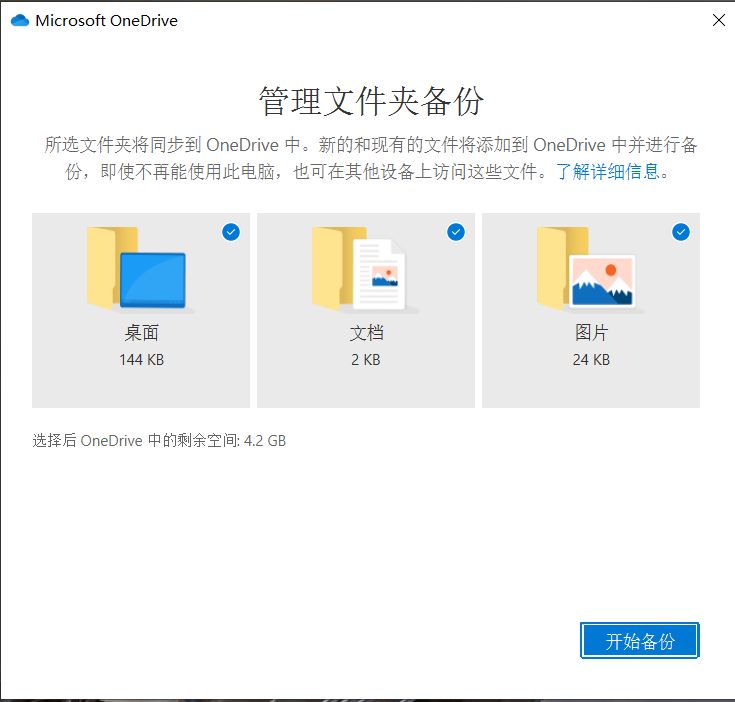 Microsoft OneDrive
管理文件夹备份
所选文件夹将同步到 OneDrive 中。新的和现有的文件将添加到 OneDrive 中并进行备
份，即使不再能使用此电脑，也可在其他设备上访问这些文件。了解详细信息。
桌面
144 KB
文档
2 KB
图片
24 KB
选择后 OneDrive 中的剩余空间: 4.2 GB
开始备份